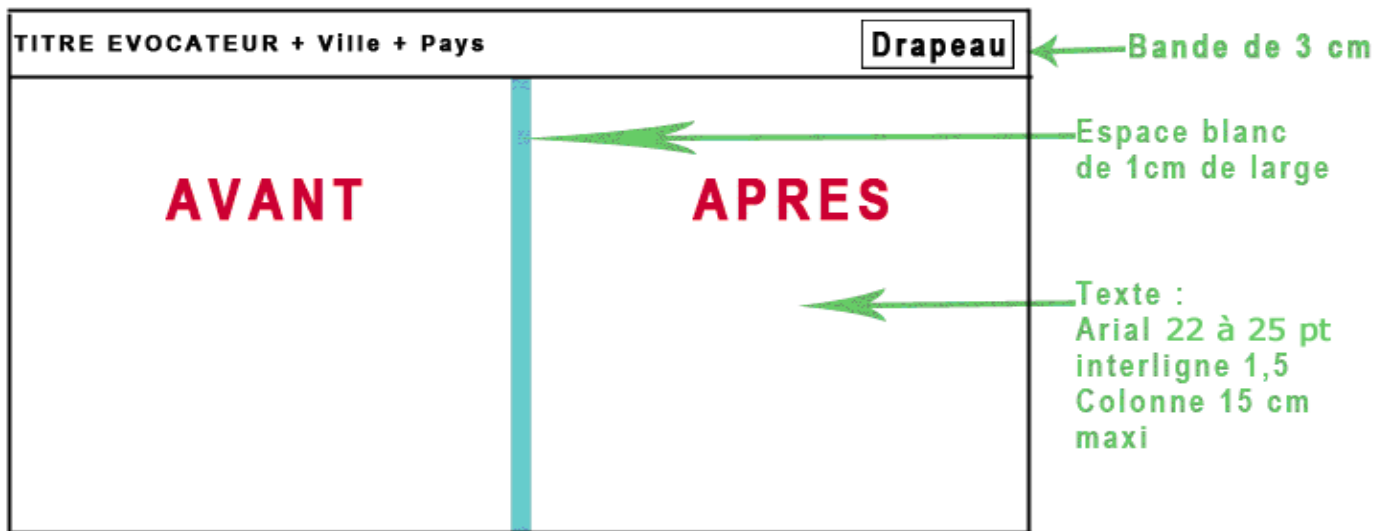 TITRE EVOCATEUR + Ville + Pays
Drapeau
Bande de 3 cm
Espace blanc
de 1cm de large
AVANT
APRES
Texte :
Arial 22 à 25 pt
interligne 1,5
Colonne 15 cm
maxi